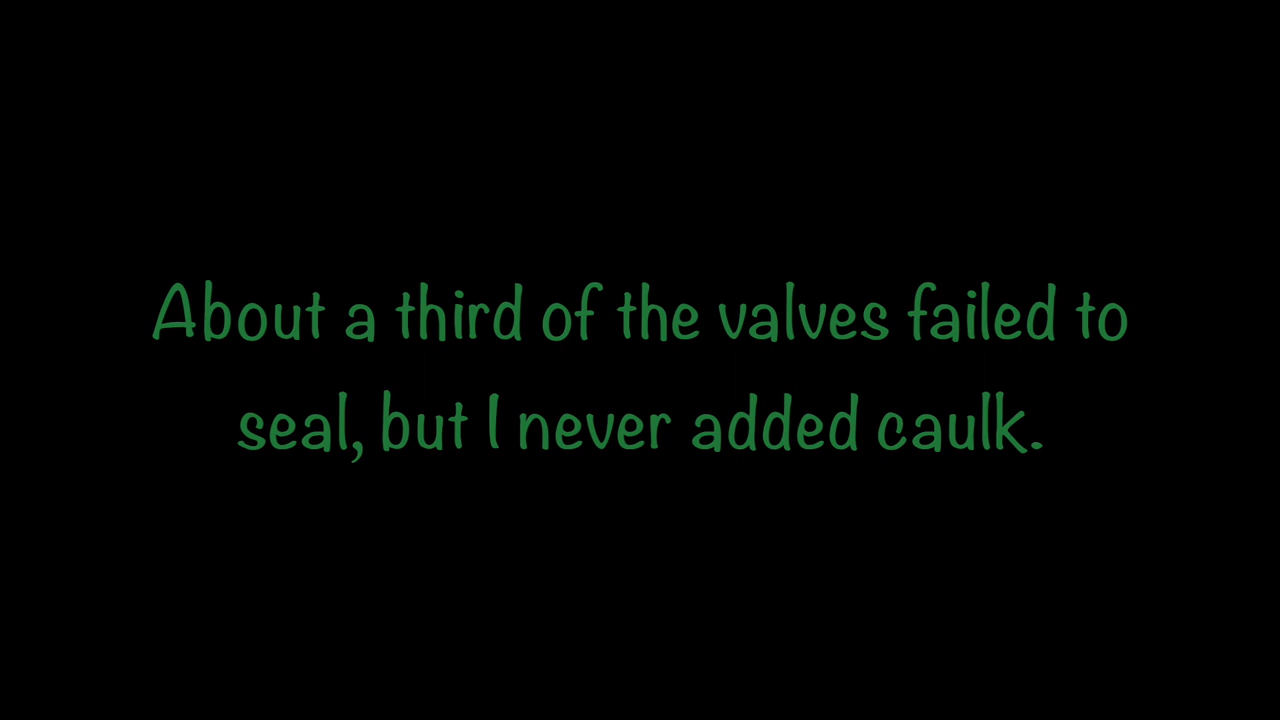 About a third of the valves failed to
seal, but I never added caulk.